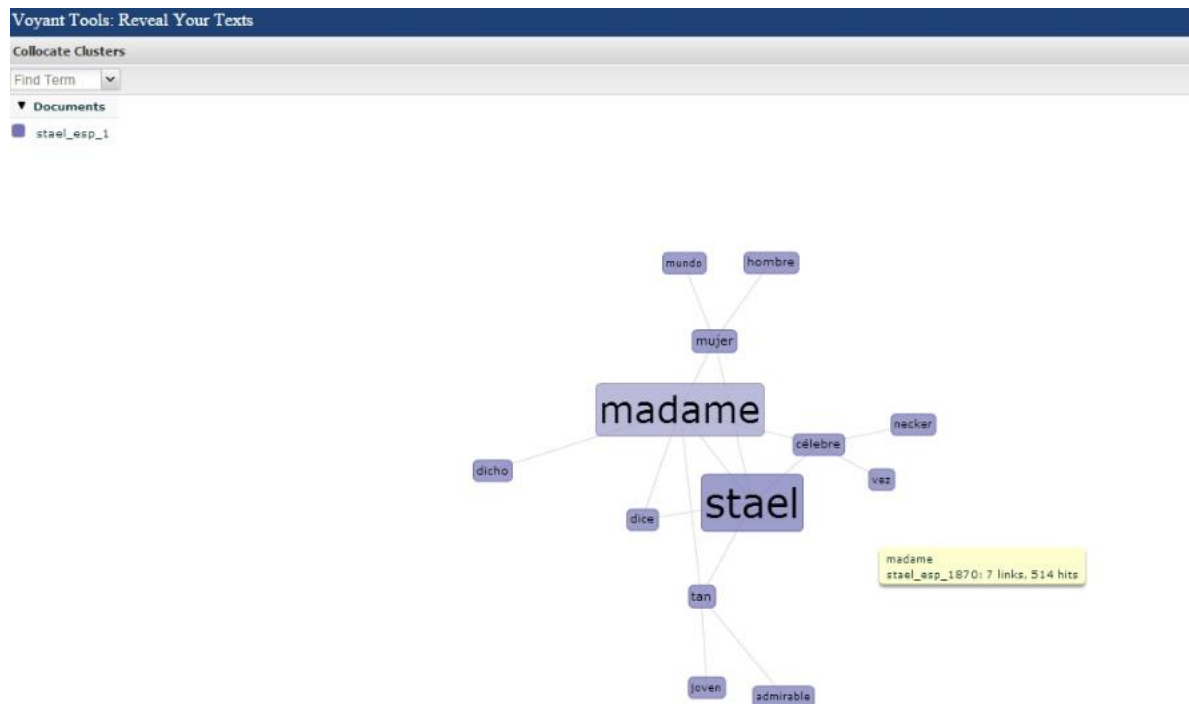 Voyant Tools: Reveal Your Texts
Collocate Clusters
Find Term
Documents
stael_esp_1
mundo
hombre
mujer
madame
necker
célebre
dicho
vez
stael
dice
madame
stael_esp_1870: 7 links, 514 hits
tan
joven
admirable